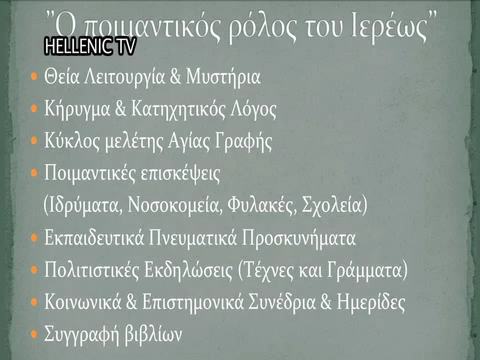 "Ο ποιμαντικός ρόλος του Ιερέως"
HELLENIC TV
Θεία Λειτουργία & Μυστήρια
Κήρυγμα & Κατηχητικός Λόγος
Κύκλος μελέτης Αγίας Γραφής
Ποιμαντικές επισκέψεις
(Ιδρύματα, Νοσοκομεία, Φυλακές, Σχολεία)
Εκπαιδευτικά Πνευματικά Προσκυνήματα
Πολιτιστικές Εκδηλώσεις (Τέχνες και Γράμματα)
Κοινωνικά & Επιστημονικά Συνέδρια & Ημερίδες
Συγγραφή βιβλίων